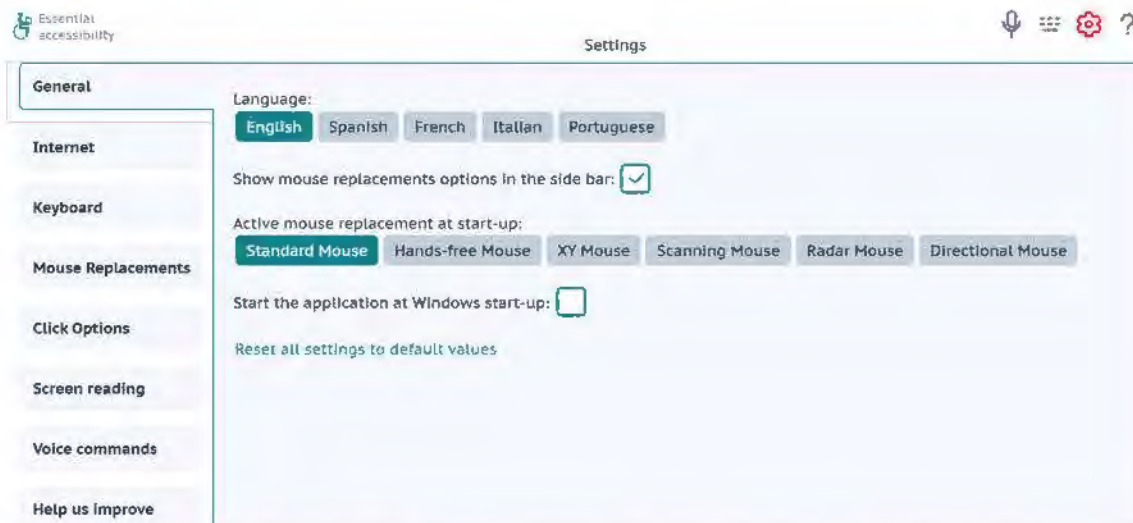 Essential
accessibility
Settings
?
General
Internet
Keyboard
Mouse Replacements
Click Options
Screen reading
Voice commands
Help us improve
Language:
English Spanish French Italian Portuguese
Show mouse replacements options in the side bar:
Active mouse replacement at start-up:
Standard Mouse Hands-free Mouse XY Mouse Scanning Mouse Radar Mouse Directional Mouse
Start the application at Windows start-up:
Reset all settings to default values